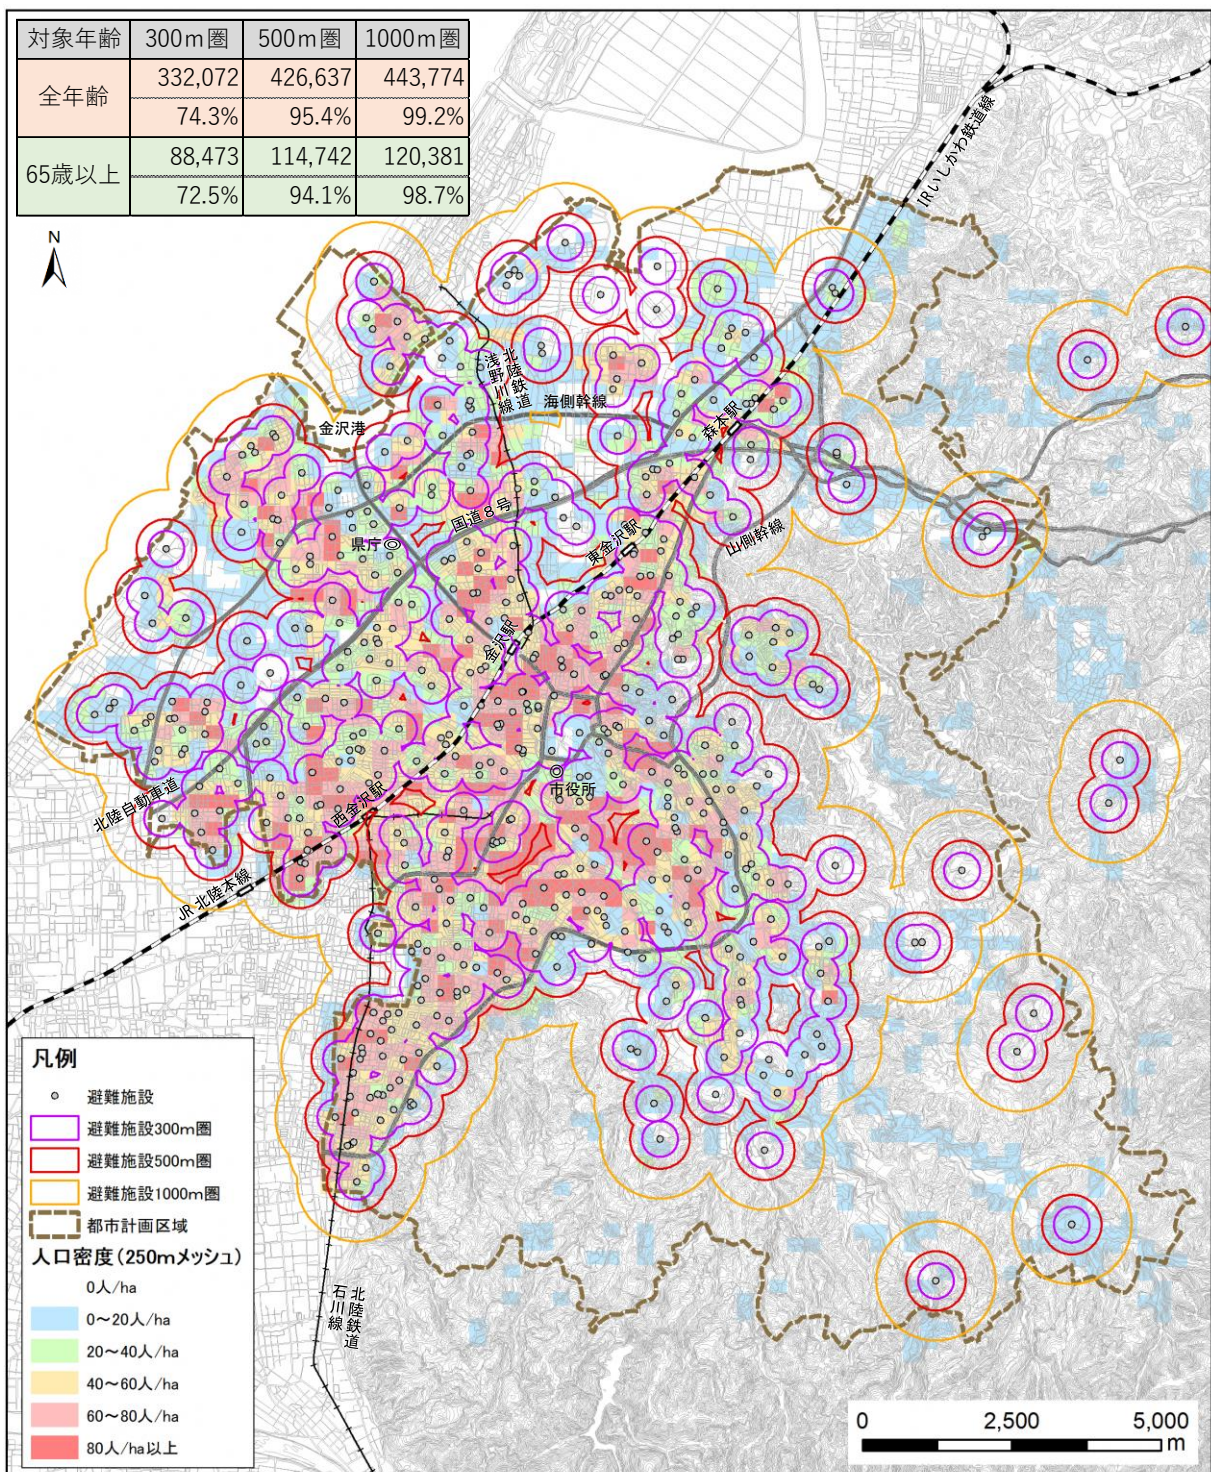 対象年齢 300m圏 500m圏 1000m圏
全年齢 332,072 426,637 443,774
74.3% 95.4% 99.2%
65歳以上 88,473 114,742 120,381
72.5% 94.1% 98.7%
N
IRいしかわ鉄道線
北陸鉄道
浅野川線
海側幹線
金沢港
森本駅
国道8号
県庁
東金沢駅
山側幹線
金沢駅
市役所
北陸自動車道
西金沢駅
JR北陸本線
北陸鉄道
石川線
凡例
避難施設
避難施設300m圏
避難施設500m圏
避難施設1000m圏
都市計画区域
人口密度(250mメッシュ)
0人/ha
0~20人/ha
20~40人/ha
40~60人/ha
60~80人/ha
80人/ha以上
0 2,500 5,000
m